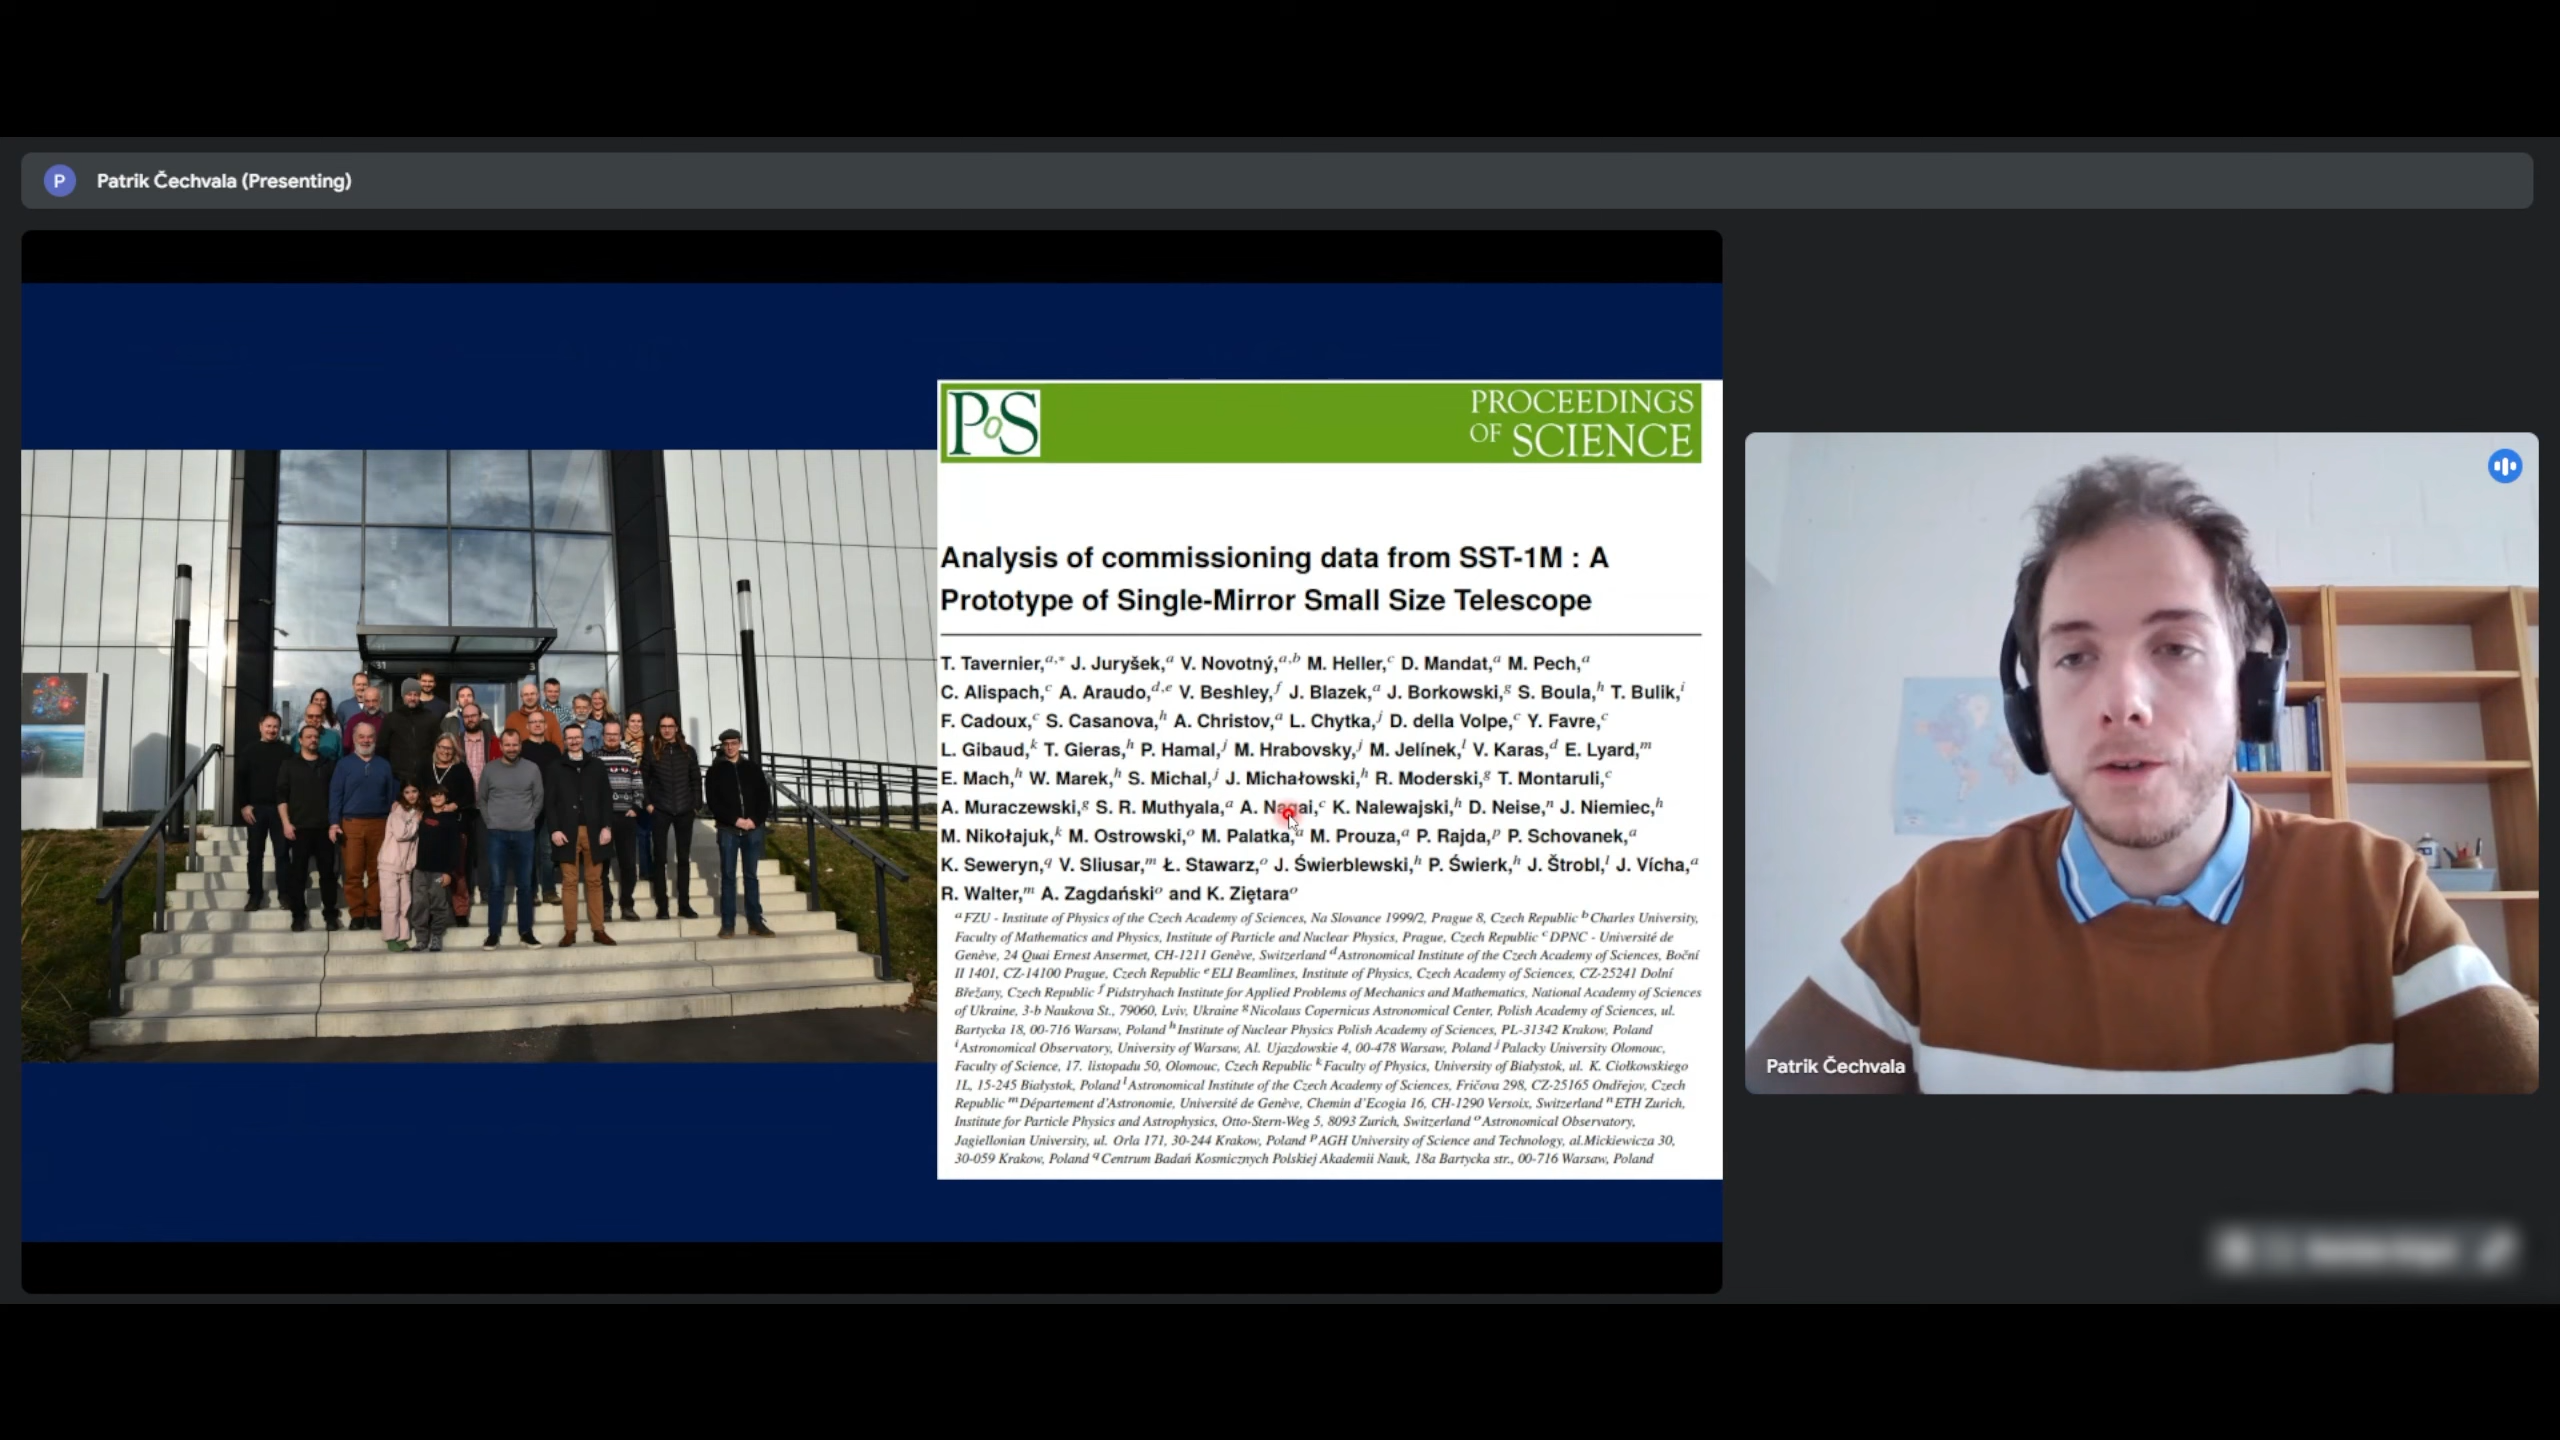 P
Patrik Čechvala (Presenting)
PoS
PROCEEDINGS
OF SCIENCE
Analysis of commissioning data from SST-1M : A
Prototype of Single-Mirror Small Size Telescope
T. Tavernier,a,* J. Juryšek,a V. Novotný,a,b M. Heller,c D. Mandat,a M. Pech,a
C. Alispach,c A. Araudo,d,e V. Beshley,f J. Blazek,a J. Borkowski,g S. Boula,h T. Bulik,i
F. Cadoux,c S. Casanova,h A. Christov,a L. Chytka,j D. della Volpe,c Y. Favre,c
L. Gibaud,k T. Gieras,h P. Hamal,j M. Hrabovsky,j M. Jelínek,l V. Karas,d E. Lyard,m
E. Mach,h W. Marek,h S. Michal,j J. Michałowski,h R. Moderski,g T. Montaruli,c
A. Muraczewski,g S. R. Muthyala,a A. Nagai,c K. Nalewajski,h D. Neise,n J. Niemiec,h
M. Nikołajuk,k M. Ostrowski,o M. Palatka,a M. Prouza,a P. Rajda,p P. Schovanek,a
K. Seweryn,q V. Sliusar,m Ł. Stawarz,o J. Świerblewski,h P. Świerk,h J. Štrobl,l J. Vícha,a
R. Walter,m A. Zagdańskio and K. Ziętarao
a FZU - Institute of Physics of the Czech Academy of Sciences, Na Slovance 1999/2, Prague 8, Czech Republic b Charles University,
Faculty of Mathematics and Physics, Institute of Particle and Nuclear Physics, Prague, Czech Republic c DPNC - Université de
Genève, 24 Quai Ernest Ansermet, CH-1211 Genève, Switzerland d Astronomical Institute of the Czech Academy of Sciences, Boční
II 1401, CZ-14100 Prague, Czech Republic e ELI Beamlines, Institute of Physics, Czech Academy of Sciences, CZ-25241 Dolní
Břežany, Czech Republic f Pidstryhach Institute for Applied Problems of Mechanics and Mathematics, National Academy of Sciences
of Ukraine, 3-b Naukova St., 79060, Lviv, Ukraine g Nicolaus Copernicus Astronomical Center, Polish Academy of Sciences, ul.
Bartycka 18, 00-716 Warsaw, Poland h Institute of Nuclear Physics Polish Academy of Sciences, PL-31342 Krakow, Poland
i Astronomical Observatory, University of Warsaw, Al. Ujazdowskie 4, 00-478 Warsaw, Poland j Palacky University Olomouc,
Faculty of Science, 17. listopadu 50, Olomouc, Czech Republic k Faculty of Physics, University of Białystok, ul. K. Ciołkowskiego
1L, 15-245 Białystok, Poland l Astronomical Institute of the Czech Academy of Sciences, Fričova 298, CZ-25165 Ondřejov, Czech
Republic m Département d'Astronomie, Université de Genève, Chemin d'Ecogia 16, CH-1290 Versoix, Switzerland n ETH Zurich,
Institute for Particle Physics and Astrophysics, Otto-Stern-Weg 5, 8093 Zurich, Switzerland o Astronomical Observatory,
Jagiellonian University, ul. Orla 171, 30-244 Krakow, Poland p AGH University of Science and Technology, al.Mickiewicza 30,
30-059 Krakow, Poland q Centrum Badań Kosmicznych Polskiej Akademii Nauk, 18a Bartycka str., 00-716 Warsaw, Poland
Patrik Čechvala